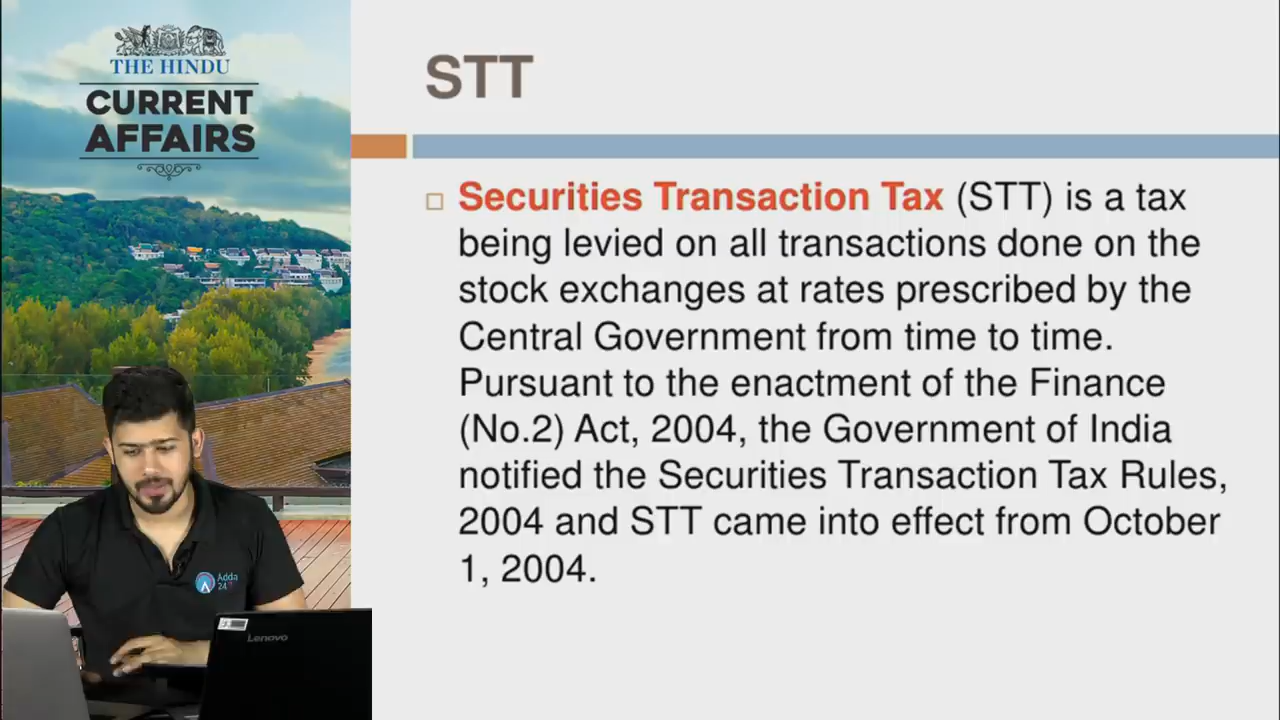 THE HINDU
CURRENT
AFFAIRS
STT
Securities Transaction Tax (STT) is a tax
being levied on all transactions done on the
stock exchanges at rates prescribed by the
Central Government from time to time.
Pursuant to the enactment of the Finance
(No.2) Act, 2004, the Government of India
notified the Securities Transaction Tax Rules,
2004 and STT came into effect from October
1, 2004.
Adda
24
Lenovo